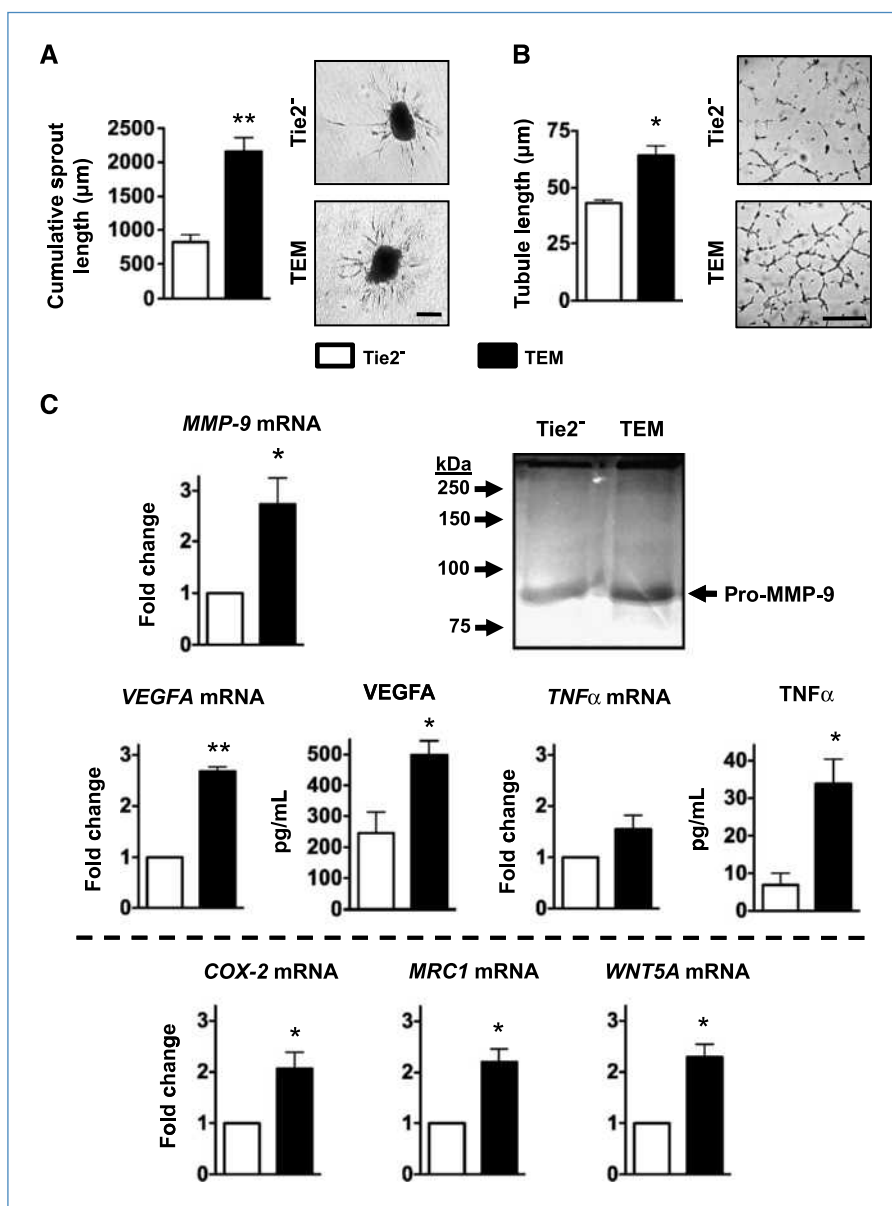 A
Cumulative sprout
length (µm)
2500
2000
1500
1000
500
0
**
Tie2⁻
TEM
B
Tubule length (µm)
75
50
25
0
*
Tie2⁻
TEM
Tie2⁻
TEM
C
MMP-9 mRNA
Fold change
3
2
1
0
*
Tie2⁻ TEM
kDa
250
150
100
75
Pro-MMP-9
VEGFA mRNA
Fold change
3
2
1
0
**
VEGFA
pg/mL
500
400
300
200
100
0
*
TNFα mRNA
Fold change
3
2
1
0
TNFα
pg/mL
40
30
20
10
0
*
COX-2 mRNA
Fold change
3
2
1
0
*
MRC1 mRNA
3
2
1
0
*
WNT5A mRNA
3
2
1
0
*